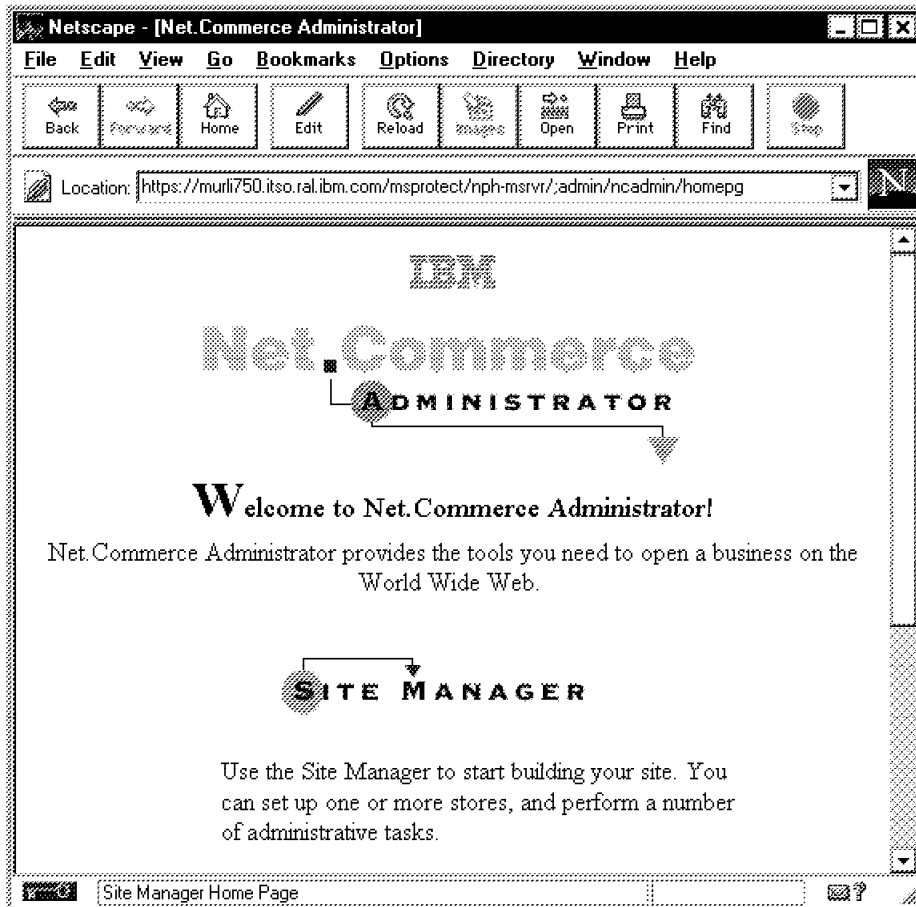 Netscape - [Net.Commerce Administrator]
File Edit View Go Bookmarks Options Directory Window Help
Back Forward Home Edit Reload Images Open Print Find Stop
Location: https://murli750.itso.ral.ibm.com/msprotect/nph-msrvr/;admin/ncadmin/homepg
N
IBM
Net.Commerce
ADMINISTRATOR
Welcome to Net.Commerce Administrator!
Net.Commerce Administrator provides the tools you need to open a business on the
World Wide Web.
SITE MANAGER
Use the Site Manager to start building your site. You
can set up one or more stores, and perform a number
of administrative tasks.
Site Manager Home Page
?